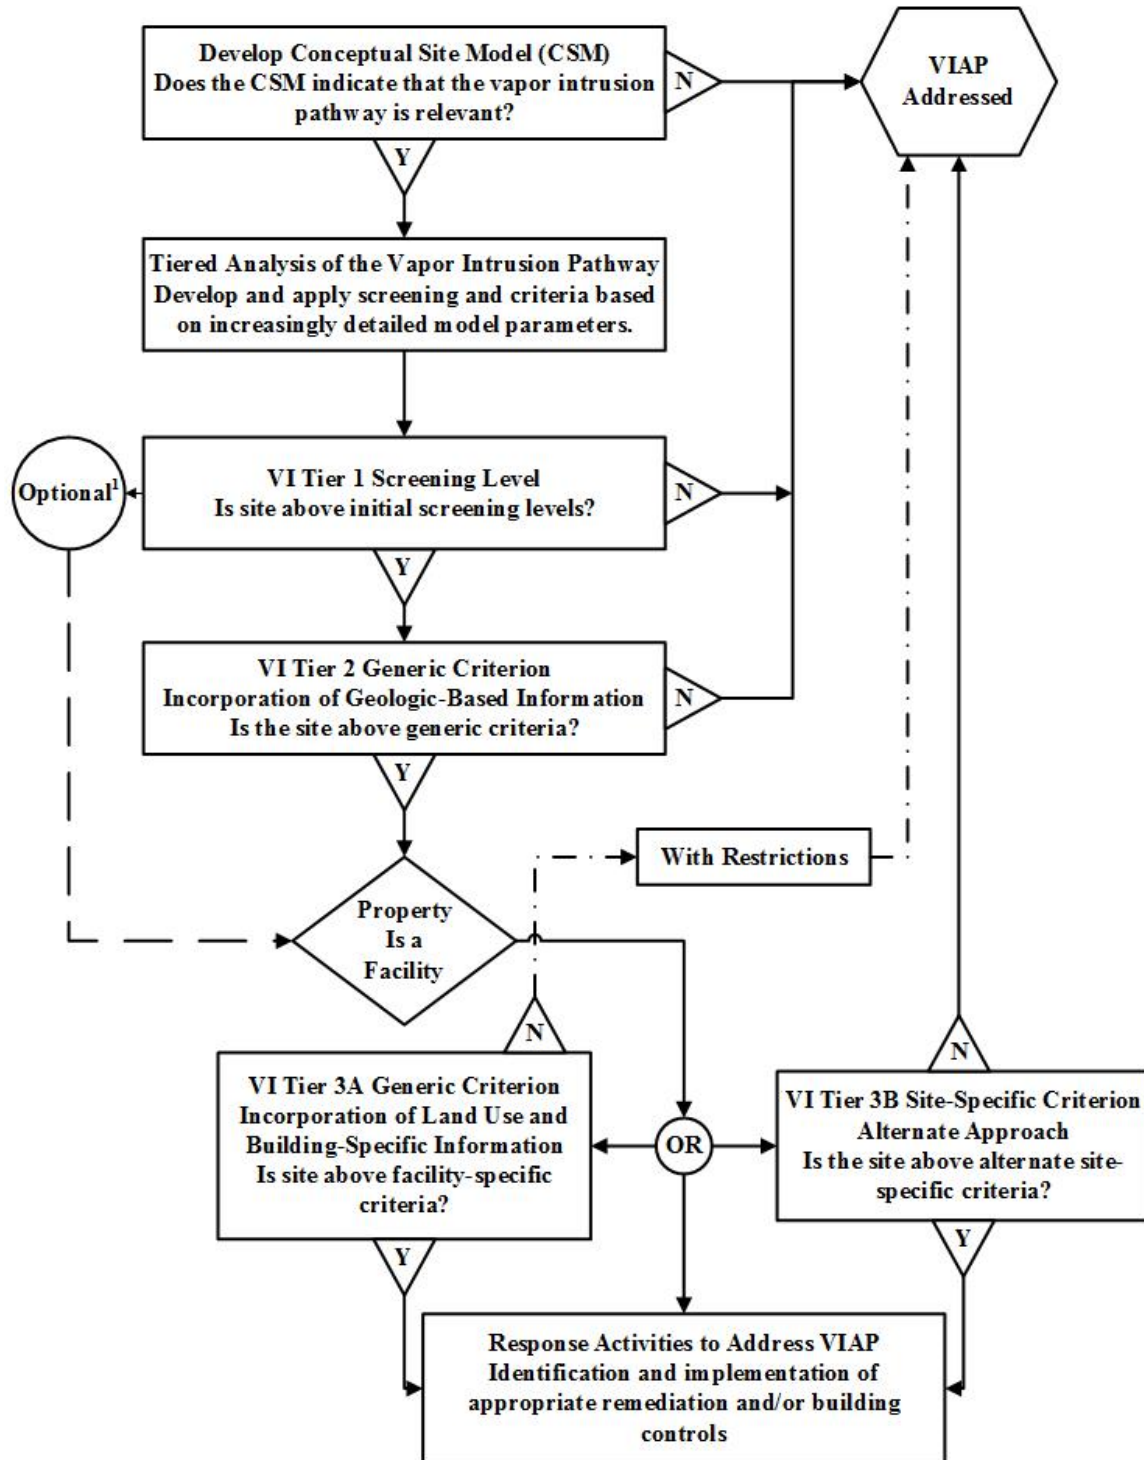 Develop Conceptual Site Model (CSM)
Does the CSM indicate that the vapor intrusion
pathway is relevant?
N
VIAP
Addressed
Y
Tiered Analysis of the Vapor Intrusion Pathway
Develop and apply screening and criteria based
on increasingly detailed model parameters.
Optional¹
VI Tier 1 Screening Level
Is site above initial screening levels?
N
Y
VI Tier 2 Generic Criterion
Incorporation of Geologic-Based Information
Is the site above generic criteria?
N
Y
With Restrictions
Property
Is a
Facility
N
N
VI Tier 3A Generic Criterion
Incorporation of Land Use and
Building-Specific Information
Is site above facility-specific
criteria?
OR
VI Tier 3B Site-Specific Criterion
Alternate Approach
Is the site above alternate site-
specific criteria?
Y
Y
Response Activities to Address VIAP
Identification and implementation of
appropriate remediation and/or building
controls